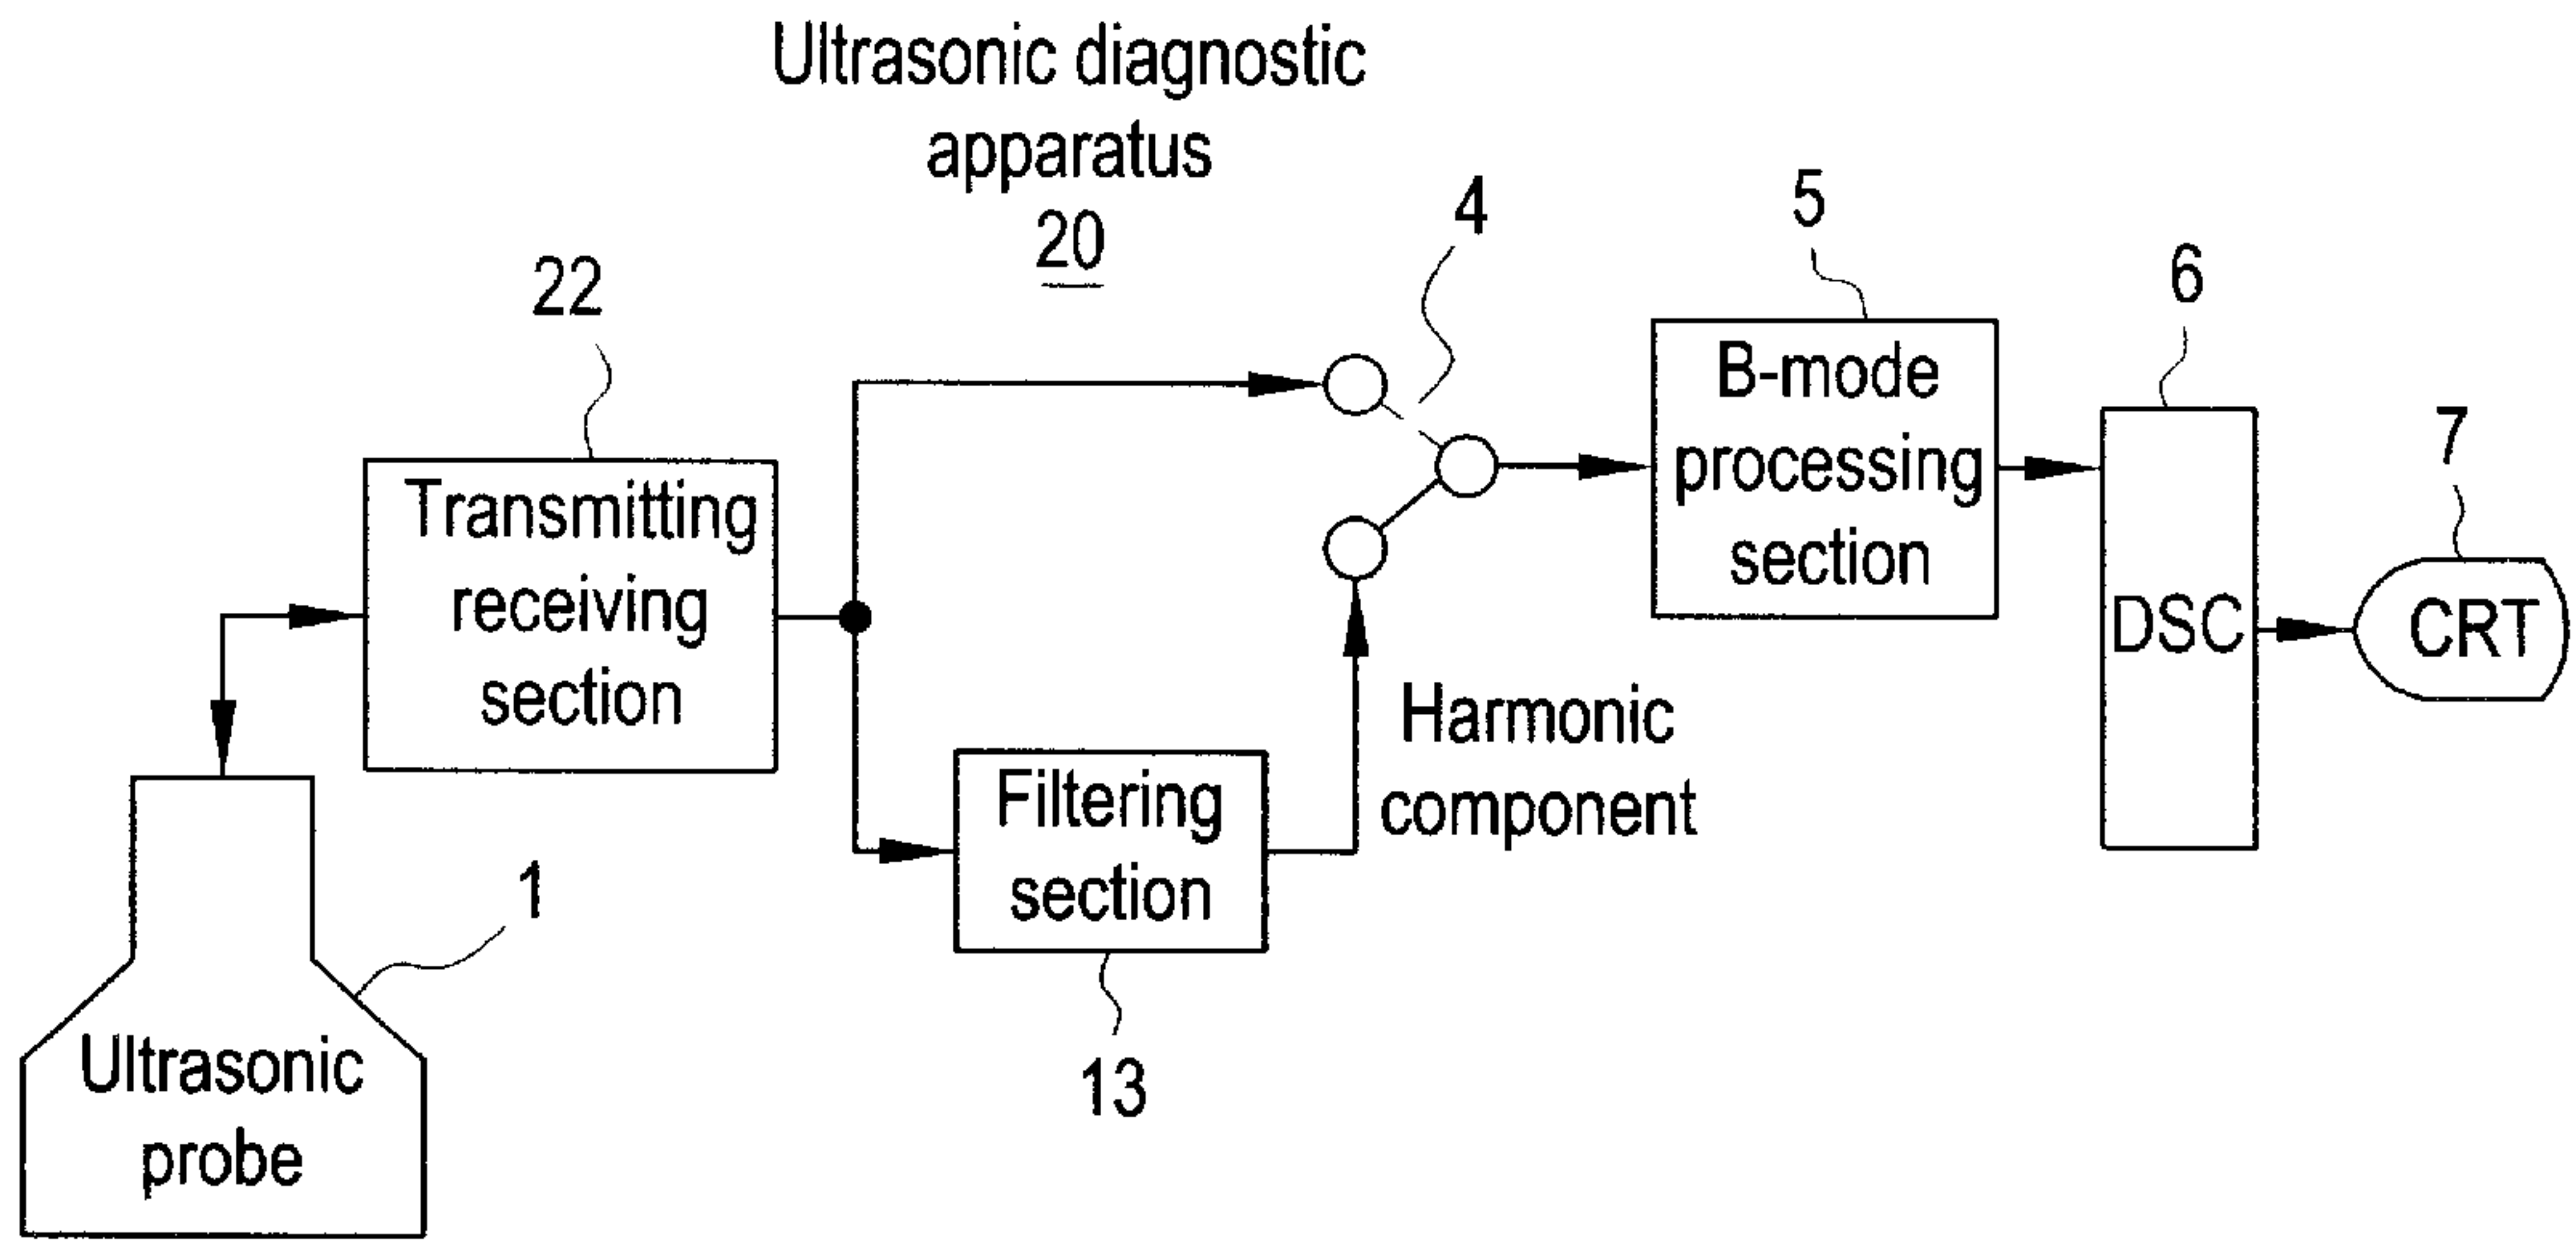 Ultrasonic diagnostic
apparatus
20
22
4
5
6
7
Transmitting
receiving
section
B-mode
processing
section
DSC
CRT
Harmonic
component
Filtering
section
13
1
Ultrasonic
probe